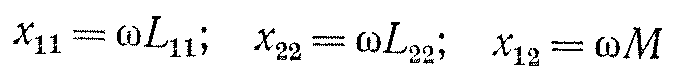 x₁₁ = ωL₁₁; x₂₂ = ωL₂₂; x₁₂ = ωM